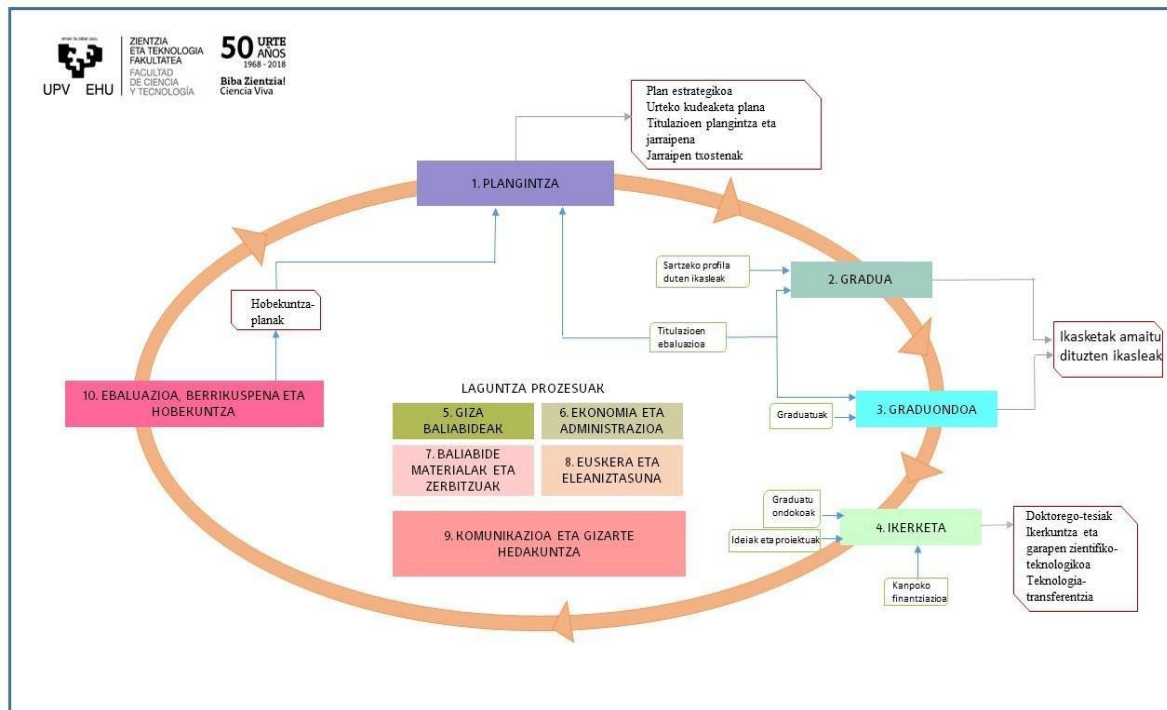 ZIENTZIA
ETA TEKNOLOGIA
FAKULTATEA
FACULTAD
DE CIENCIA
Y TECNOLOGÍA
UPV EHU
50 URTE
AÑOS
1968 - 2018
Biba Zientzia!
Ciencia Viva
Plan estrategikoa
Urteko kudeaketa plana
Titulazioen plangintza eta
jarraipena
Jarraipen txostenak
1. PLANGINTZA
Sartzeko profila
duten ikasleak
2. GRADUA
Hobekuntza-
planak
Titulazioen
ebaluazioa
Ikasketak amaitu
dituzten ikasleak
10. EBALUAZIOA, BERRIKUSPENA ETA
HOBEKUNTZA
LAGUNTZA PROZESUAK
5. GIZA
BALIABIDEAK
6. EKONOMIA ETA
ADMINISTRAZIOA
Graduatuak
3. GRADUONDOA
7. BALIABIDE
MATERIALAK ETA
ZERBITZUAK
8. EUSKERA ETA
ELEANIZTASUNA
9. KOMUNIKAZIOA ETA GIZARTE
HEDAKUNTZA
Graduatu
ondokoak
Ideiak eta proiektuak
4. IKERKETA
Kanpoko
finantziazioa
Doktorego-tesiak
Ikerkuntza eta
garapen zientifiko-
teknologikoa
Teknologia-
transferentzia